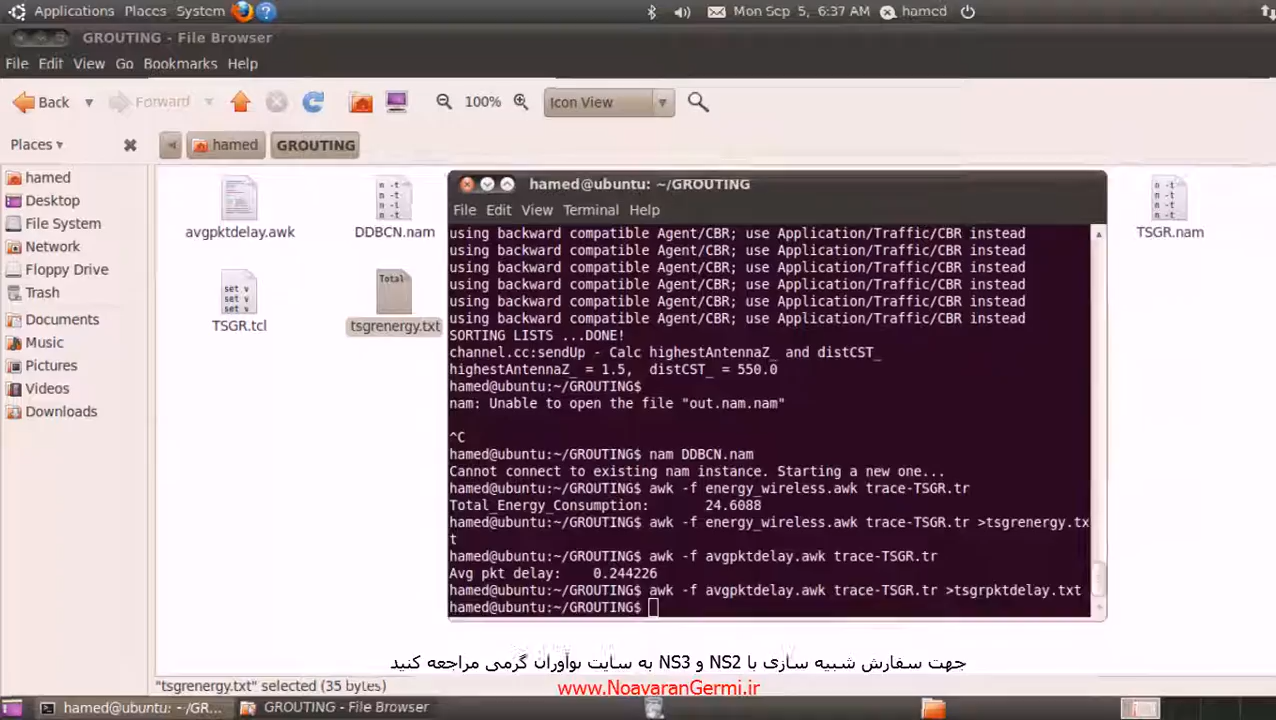 Applications Places System Mon Sep 5, 6:37 AM hamed
GROUTING - File Browser
File Edit View Go Bookmarks Help
Back Forward 100% Icon View
Places hamed GROUTING
hamed
Desktop
File System
Network
Floppy Drive
Trash
Documents
Music
Pictures
Videos
Downloads
n -t n -t n -t
n -t n -t n -t
n -t n -t n -t
avgpktdelay.awk DDBCN.nam TSGR.nam
set v Total
set v
set v
TSGR.tcl tsgrenergy.txt
hamed@ubuntu: ~/GROUTING
File Edit View Terminal Help
using backward compatible Agent/CBR; use Application/Traffic/CBR instead
using backward compatible Agent/CBR; use Application/Traffic/CBR instead
using backward compatible Agent/CBR; use Application/Traffic/CBR instead
using backward compatible Agent/CBR; use Application/Traffic/CBR instead
using backward compatible Agent/CBR; use Application/Traffic/CBR instead
using backward compatible Agent/CBR; use Application/Traffic/CBR instead
SORTING LISTS ...DONE!
channel.cc:sendUp - Calc highestAntennaZ_ and distCST_
highestAntennaZ_ = 1.5, distCST_ = 550.0
hamed@ubuntu:~/GROUTING$
nam: Unable to open the file "out.nam.nam"
^C
hamed@ubuntu:~/GROUTING$ nam DDBCN.nam
Cannot connect to existing nam instance. Starting a new one...
hamed@ubuntu:~/GROUTING$ awk -f energy_wireless.awk trace-TSGR.tr
Total_Energy_Consumption: 24.6088
hamed@ubuntu:~/GROUTING$ awk -f energy_wireless.awk trace-TSGR.tr >tsgrenergy.tx
t
hamed@ubuntu:~/GROUTING$ awk -f avgpktdelay.awk trace-TSGR.tr
Avg pkt delay: 0.244226
hamed@ubuntu:~/GROUTING$ awk -f avgpktdelay.awk trace-TSGR.tr >tsgrpktdelay.txt
hamed@ubuntu:~/GROUTING$
جهت سفارش شبیه سازی با NS2 و NS3 به سایت نوآوران گرمی مراجعه کنید
"tsgrenergy.txt" selected (35 bytes)
www.NoavaranGermi.ir
hamed@ubuntu: ~/GR... GROUTING - File Browser